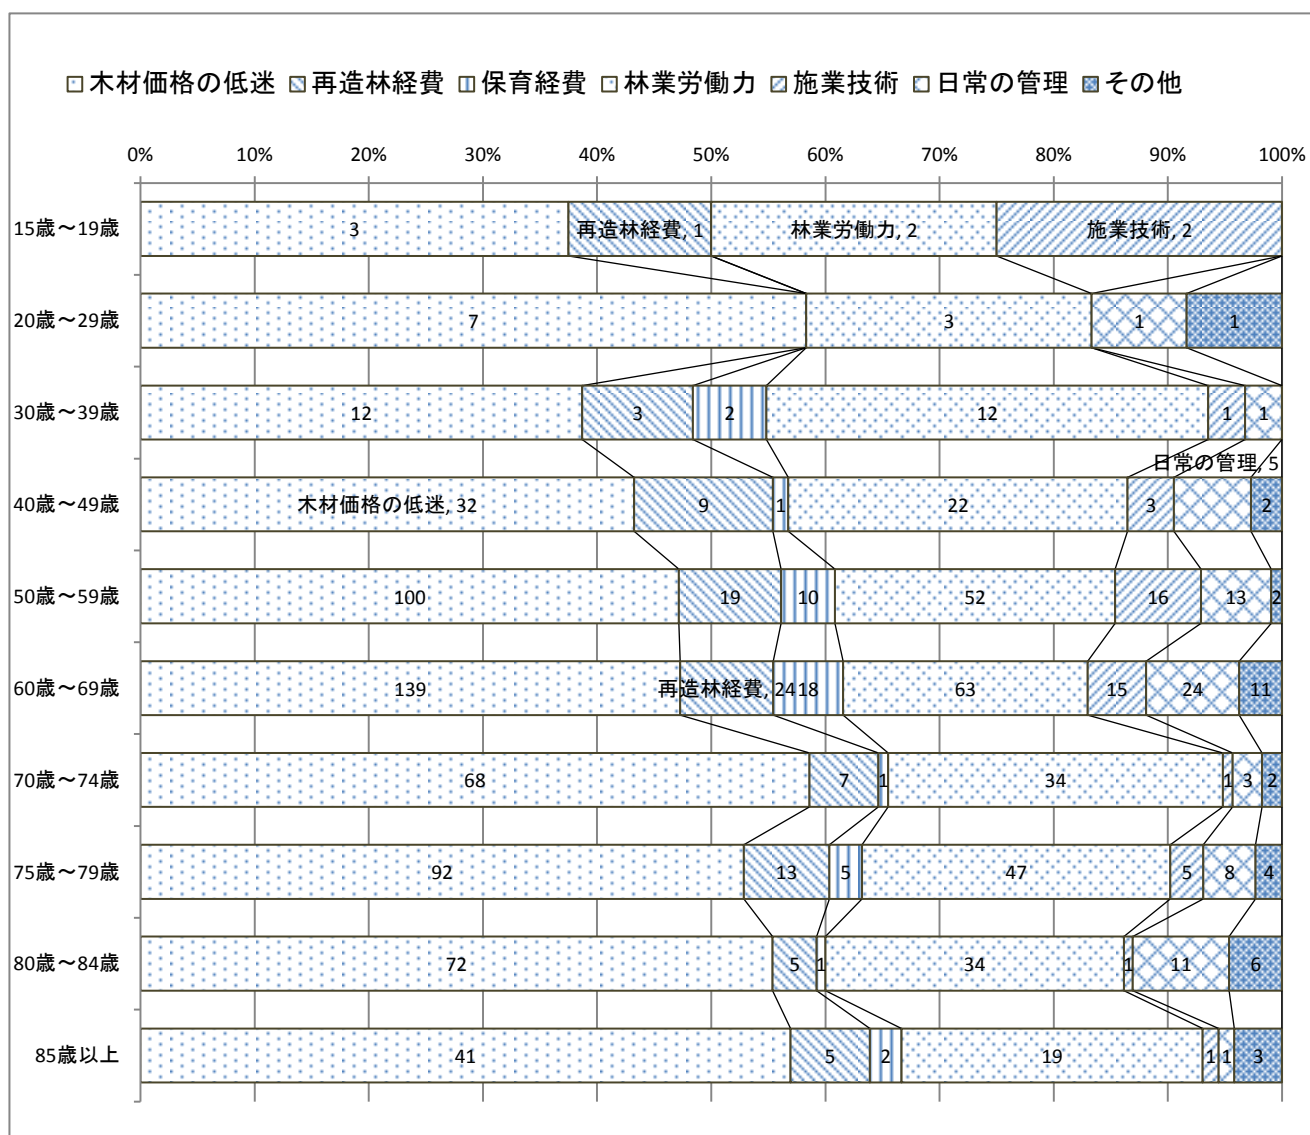 木材価格の低迷 再造林経費 保育経費 林業労働力 施業技術 日常の管理 その他
0% 10% 20% 30% 40% 50% 60% 70% 80% 90% 100%
15歳～19歳 3 再造林経費, 1 林業労働力, 2 施業技術, 2
20歳～29歳 7 3 1 1
30歳～39歳 12 3 2 12 1 1
日常の管理, 5
40歳～49歳 木材価格の低迷, 32 9 1 22 3 2
50歳～59歳 100 19 10 52 16 13 2
60歳～69歳 139 再造林経費, 24 18 63 15 24 11
70歳～74歳 68 7 1 34 1 3 2
75歳～79歳 92 13 5 47 5 8 4
80歳～84歳 72 5 1 34 1 11 6
85歳以上 41 5 2 19 1 1 3